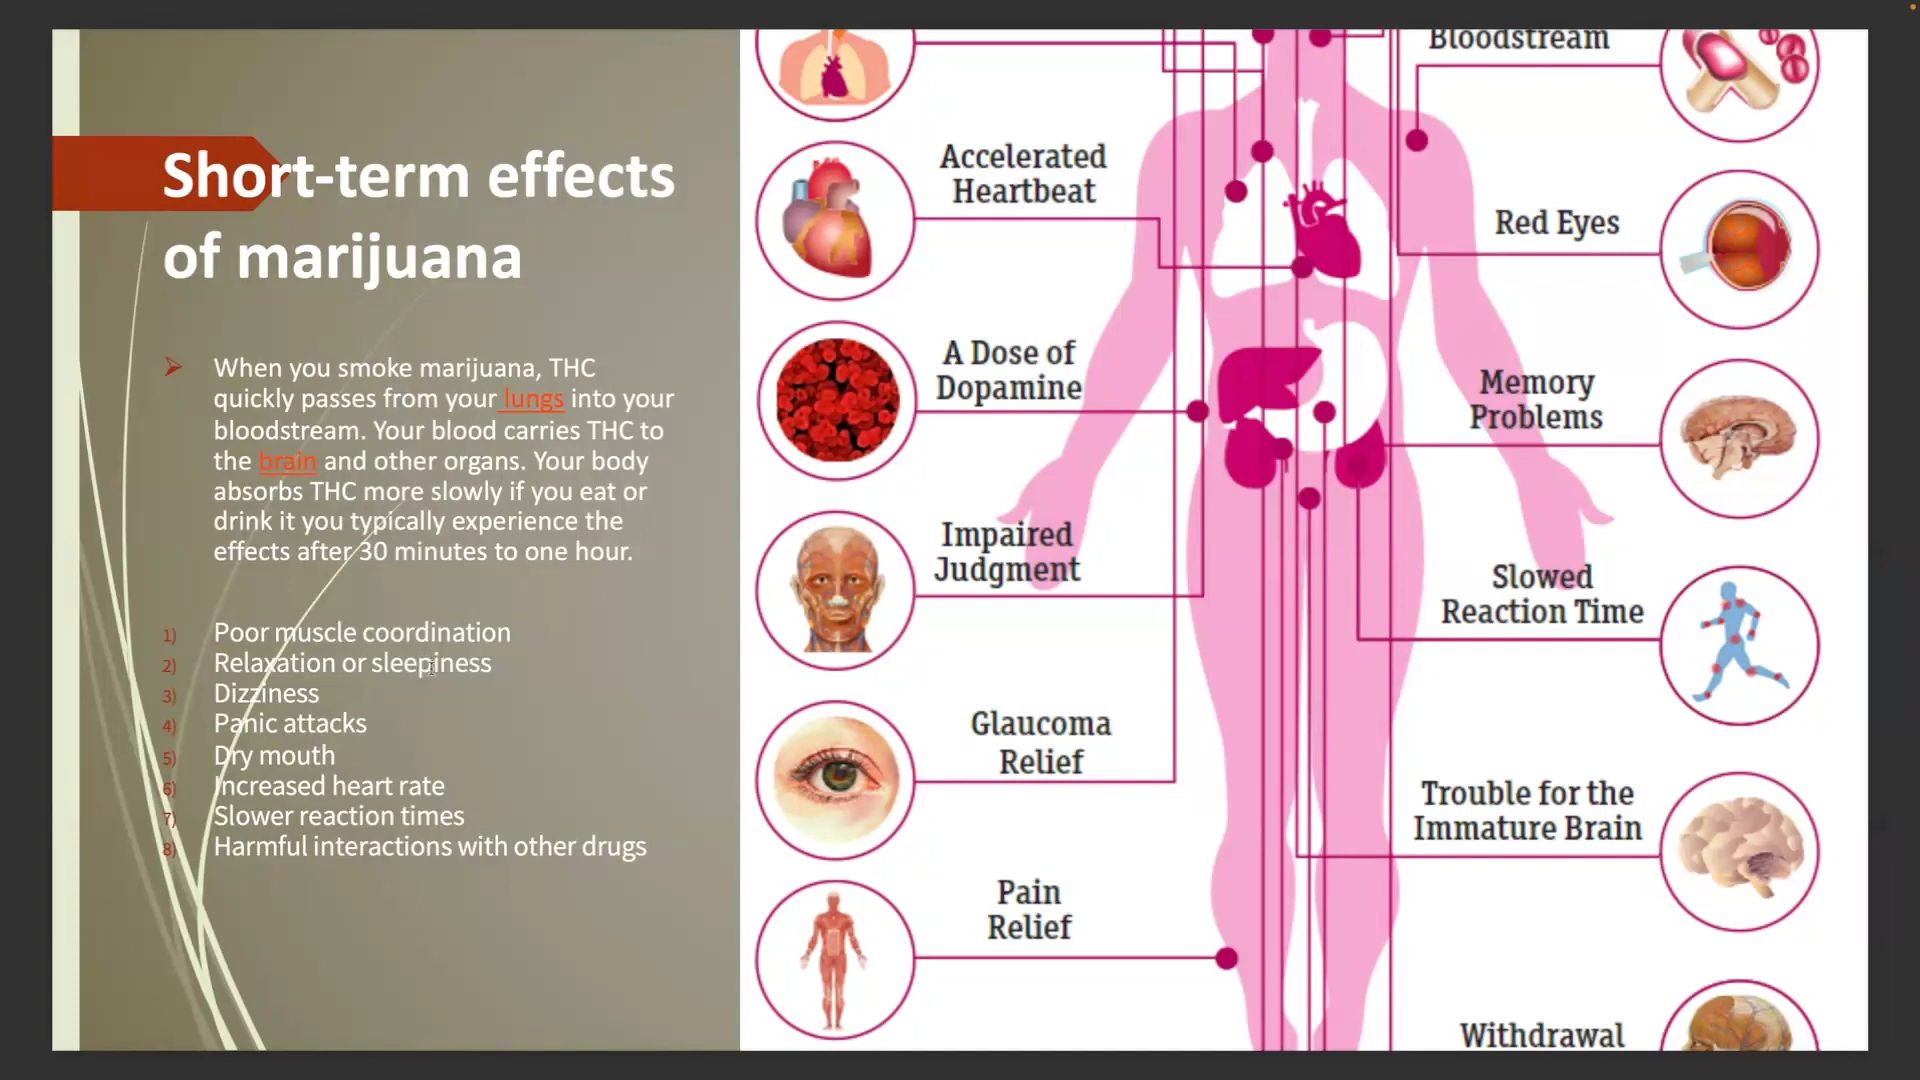 Short-term effects
of marijuana
When you smoke marijuana, THC
quickly passes from your lungs into your
bloodstream. Your blood carries THC to
the brain and other organs. Your body
absorbs THC more slowly if you eat or
drink it you typically experience the
effects after 30 minutes to one hour.
1) Poor muscle coordination
2) Relaxation or sleepiness
3) Dizziness
4) Panic attacks
5) Dry mouth
6) Increased heart rate
7) Slower reaction times
8) Harmful interactions with other drugs
Accelerated
Heartbeat
A Dose of
Dopamine
Impaired
Judgment
Glaucoma
Relief
Pain
Relief
Bloodstream
Red Eyes
Memory
Problems
Slowed
Reaction Time
Trouble for the
Immature Brain
Withdrawal